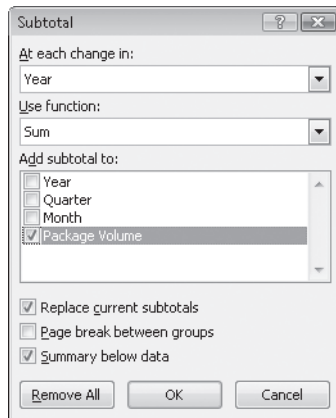 Subtotal
At each change in:
Year
Use function:
Sum
Add subtotal to:
Year
Quarter
Month
Package Volume
Replace current subtotals
Page break between groups
Summary below data
Remove All
OK
Cancel